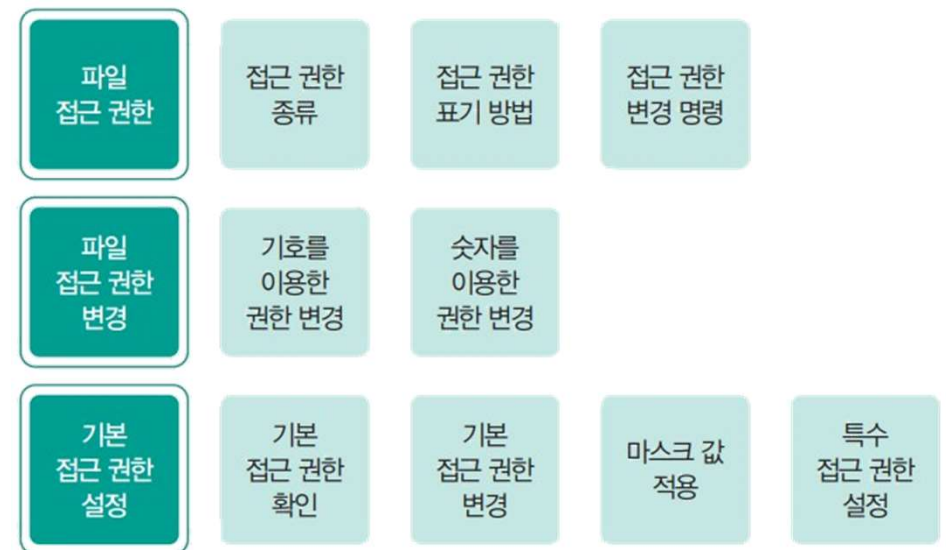 파일
접근 권한
접근 권한
종류
접근 권한
표기 방법
접근 권한
변경 명령
파일
접근 권한
변경
기호를
이용한
권한 변경
숫자를
이용한
권한 변경
기본
접근 권한
설정
기본
접근 권한
확인
기본
접근 권한
변경
마스크 값
적용
특수
접근 권한
설정